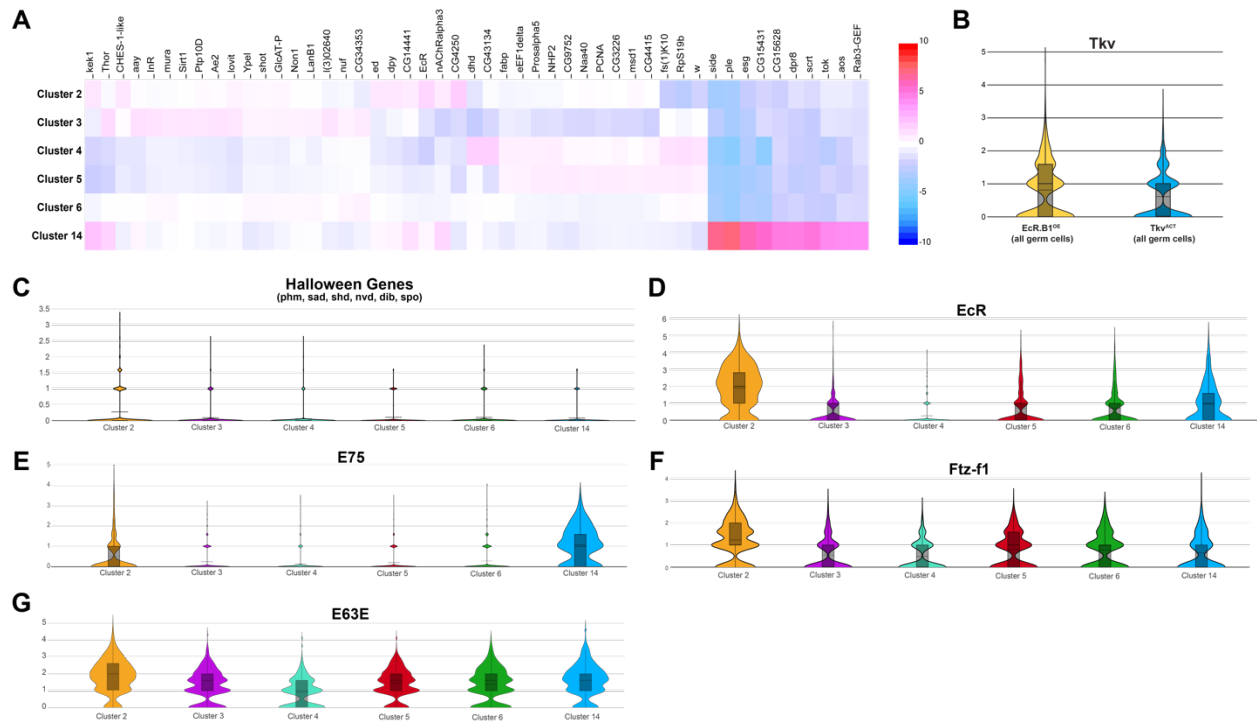 A
kek1
Thor
CHES-1-like
aay
InR
mura
Sirt1
Ptp10D
Ae2
lovit
Ypel
shot
GlcAT-P
Non1
LanB1
l(3)02640
nuf
CG34353
ed
dpy
CG14441
EcR
nAChRalpha3
CG4250
dhd
CG43134
fabp
eEF1delta
Prosalpha5
NHP2
CG9752
Naa40
PCNA
CG3226
msd1
CG4415
fs(1)K10
RpS19b
w
side
ple
esg
CG15431
CG15628
dpr8
scrt
tok
aos
Rab3-GEF
Cluster 2
Cluster 3
Cluster 4
Cluster 5
Cluster 6
Cluster 14
10
5
0
-5
-10
B
Tkv
5
4
3
2
1
0
EcR.B1ᴼᴱ Tkvᴬᶜᵀ
(all germ cells) (all germ cells)
C
Halloween Genes
(phm, sad, shd, nvd, dib, spo)
3.5
3
2.5
2
1.5
1
0.5
0
Cluster 2 Cluster 3 Cluster 4 Cluster 5 Cluster 6 Cluster 14
D
EcR
6
5
4
3
2
1
0
Cluster 2 Cluster 3 Cluster 4 Cluster 5 Cluster 6 Cluster 14
E
E75
5
4
3
2
1
0
Cluster 2 Cluster 3 Cluster 4 Cluster 5 Cluster 6 Cluster 14
F
Ftz-f1
4
3
2
1
0
Cluster 2 Cluster 3 Cluster 4 Cluster 5 Cluster 6 Cluster 14
G
E63E
5
4
3
2
1
0
Cluster 2 Cluster 3 Cluster 4 Cluster 5 Cluster 6 Cluster 14